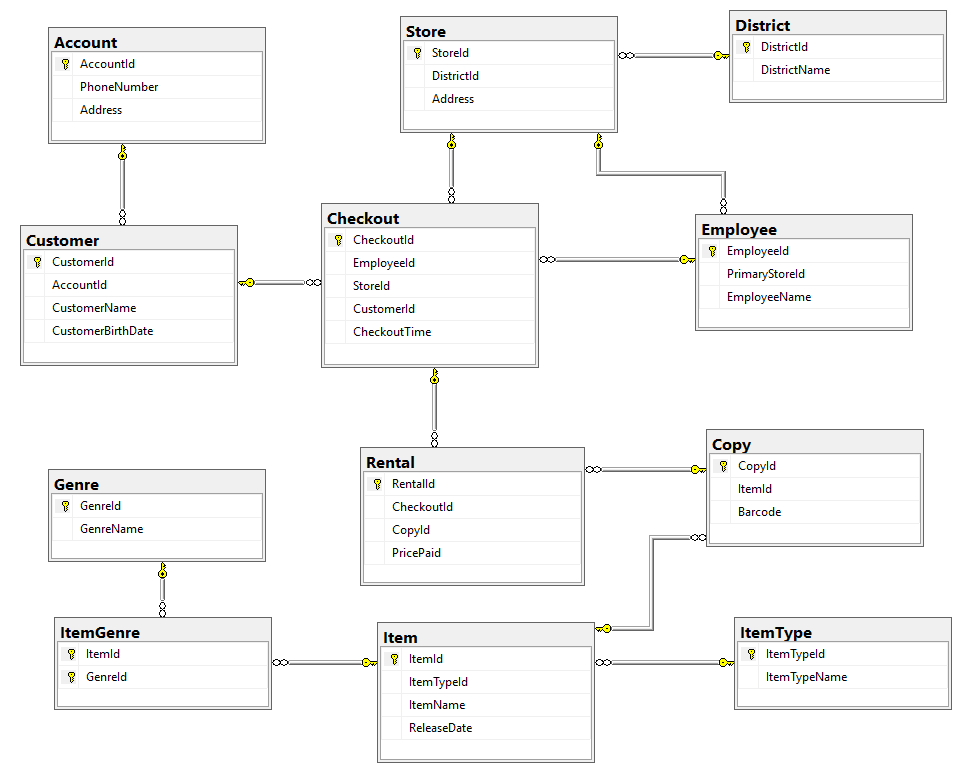 Account
AccountId
PhoneNumber
Address
Store
StoreId
DistrictId
Address
District
DistrictId
DistrictName
Customer
CustomerId
AccountId
CustomerName
CustomerBirthDate
Checkout
CheckoutId
EmployeeId
StoreId
CustomerId
CheckoutTime
Employee
EmployeeId
PrimaryStoreId
EmployeeName
Genre
GenreId
GenreName
Rental
RentalId
CheckoutId
CopyId
PricePaid
Copy
CopyId
ItemId
Barcode
ItemGenre
ItemId
GenreId
Item
ItemId
ItemTypeId
ItemName
ReleaseDate
ItemType
ItemTypeId
ItemTypeName